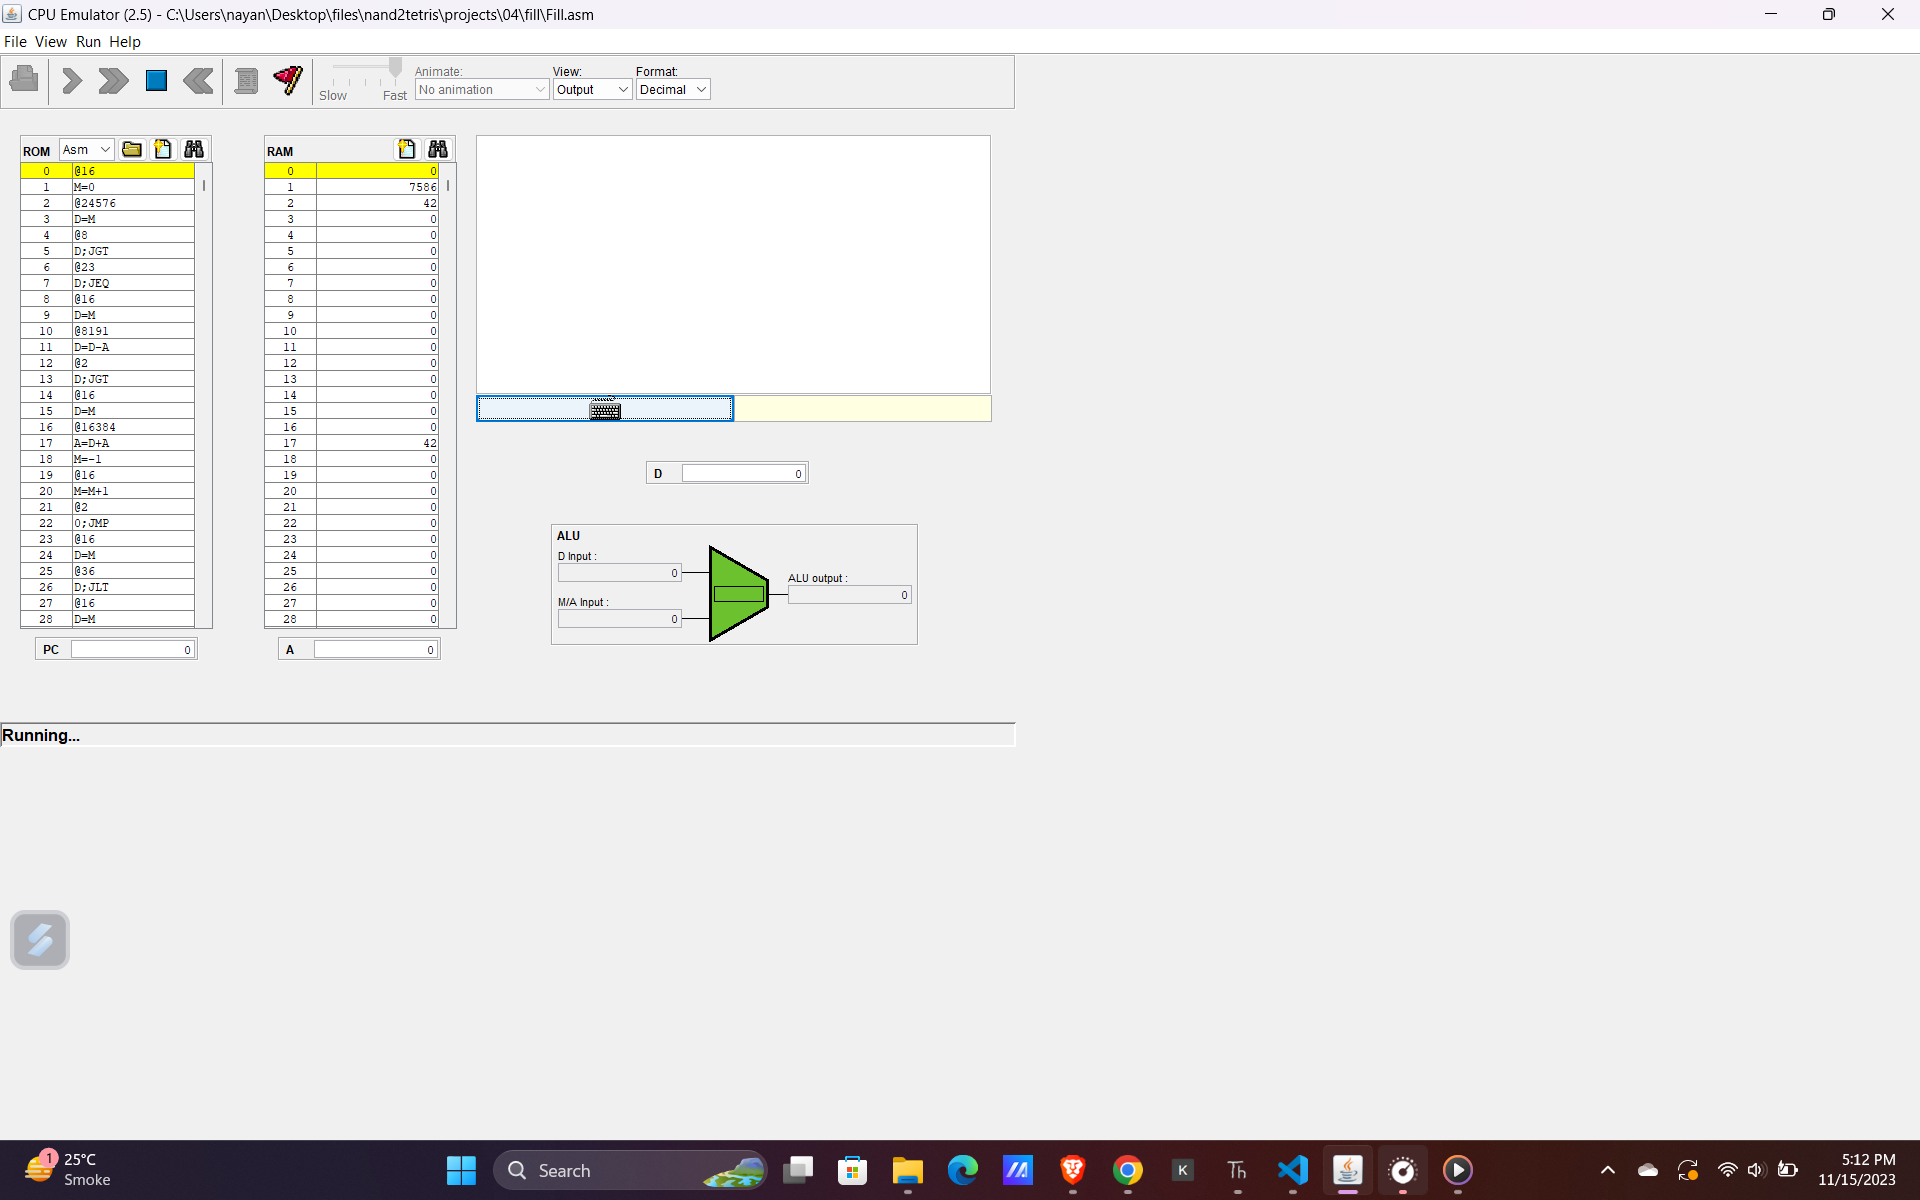 CPU Emulator (2.5) - C:\Users\nayan\Desktop\files\nand2tetris\projects\04\fill\Fill.asm
File View Run Help
Slow Fast
Animate:
No animation
View:
Output
Format:
Decimal
ROM Asm
0 @16
1 M=0
2 @24576
3 D=M
4 @8
5 D;JGT
6 @23
7 D;JEQ
8 @16
9 D=M
10 @8191
11 D=D-A
12 @2
13 D;JGT
14 @16
15 D=M
16 @16384
17 A=D+A
18 M=-1
19 @16
20 M=M+1
21 @2
22 0;JMP
23 @16
24 D=M
25 @36
26 D;JLT
27 @16
28 D=M
PC 0
RAM
0 0
1 7586
2 42
3 0
4 0
5 0
6 0
7 0
8 0
9 0
10 0
11 0
12 0
13 0
14 0
15 0
16 0
17 42
18 0
19 0
20 0
21 0
22 0
23 0
24 0
25 0
26 0
27 0
28 0
A 0
D 0
ALU
D Input :
0
M/A Input :
0
ALU output :
0
Running...
1
25°C
Smoke
Search
K
Th
5:12 PM
11/15/2023